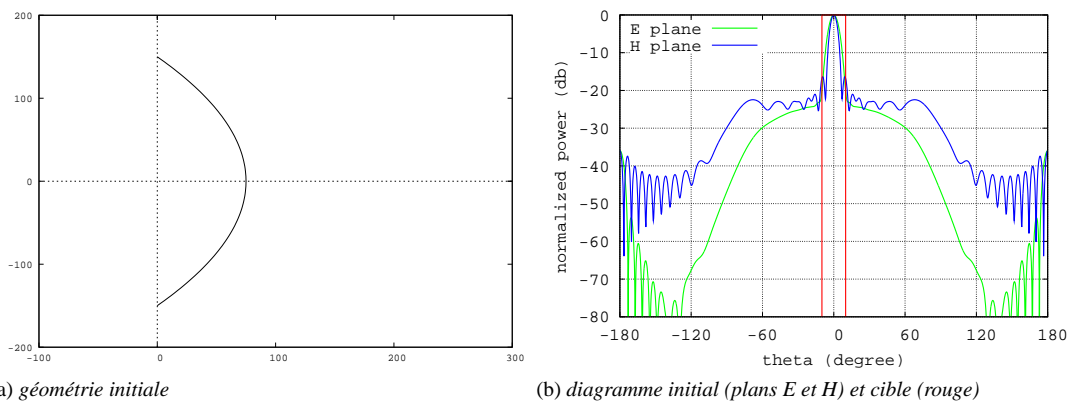 200
100
0
-100
-200
-100 0 100 200 300
0
-10
-20
-30
-40
-50
-60
-70
-80
-180 -120 -60 0 60 120 180
E plane
H plane
normalized power (db)
theta (degree)
a) géométrie initiale
(b) diagramme initial (plans E et H) et cible (rouge)